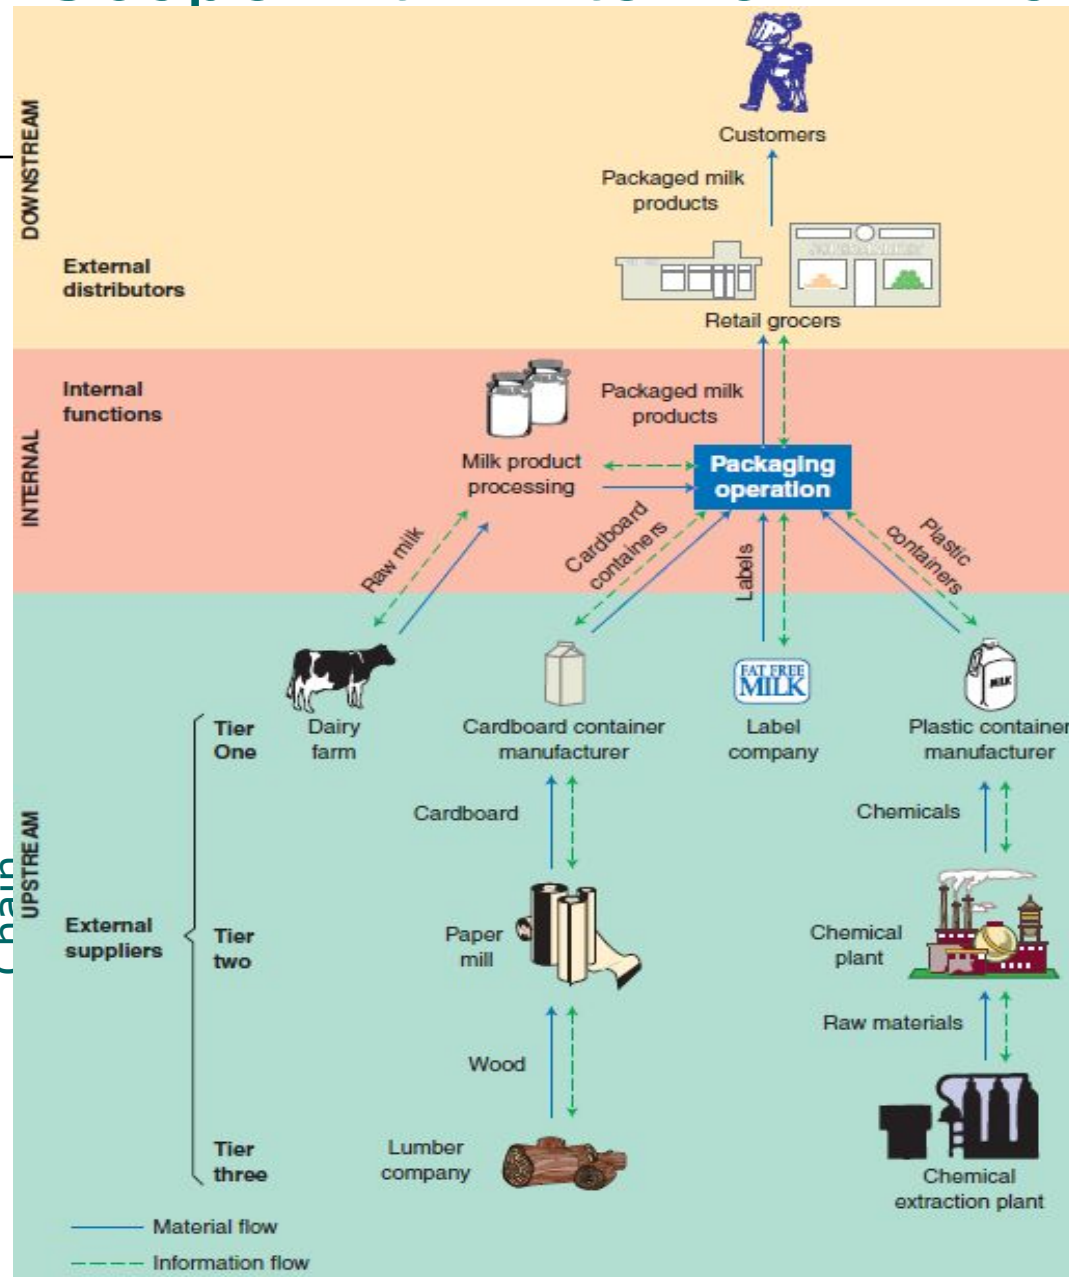 DOWNSTREAM
Customers
Packaged milk
products
External
distributors
Retail grocers
INTERNAL
Internal
functions
Packaged milk
products
Milk product
processing
Packaging
operation
Raw milk
Cardboard
containers
Labels
Plastic
containers
UPSTREAM
External
suppliers
Tier
One
Dairy
farm
Cardboard container
manufacturer
FAT FREE
MILK
Label
company
MILK
Plastic container
manufacturer
Cardboard
Chemicals
Tier
two
Paper
mill
Chemical
plant
Wood
Raw materials
Tier
three
Lumber
company
Chemical
extraction plant
Material flow
Information flow